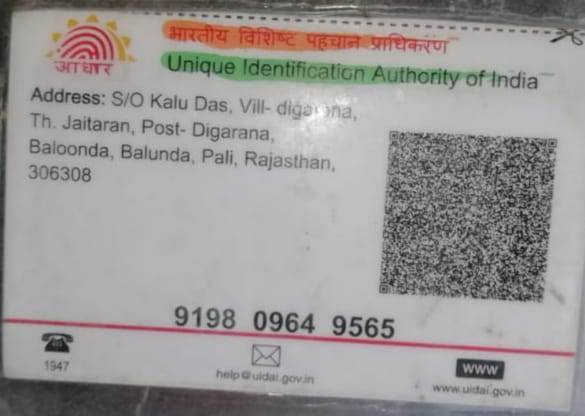 भारतीय विशिष्ट पहचान प्राधिकरण
आधार
Unique Identification Authority of India
Address: S/O Kalu Das, Vill- digarana,
Th. Jaitaran, Post- Digarana,
Baloonda, Balunda, Pali, Rajasthan,
306308
9198 0964 9565
1947
help@uidai.gov.in
www
www.uidai.gov.in